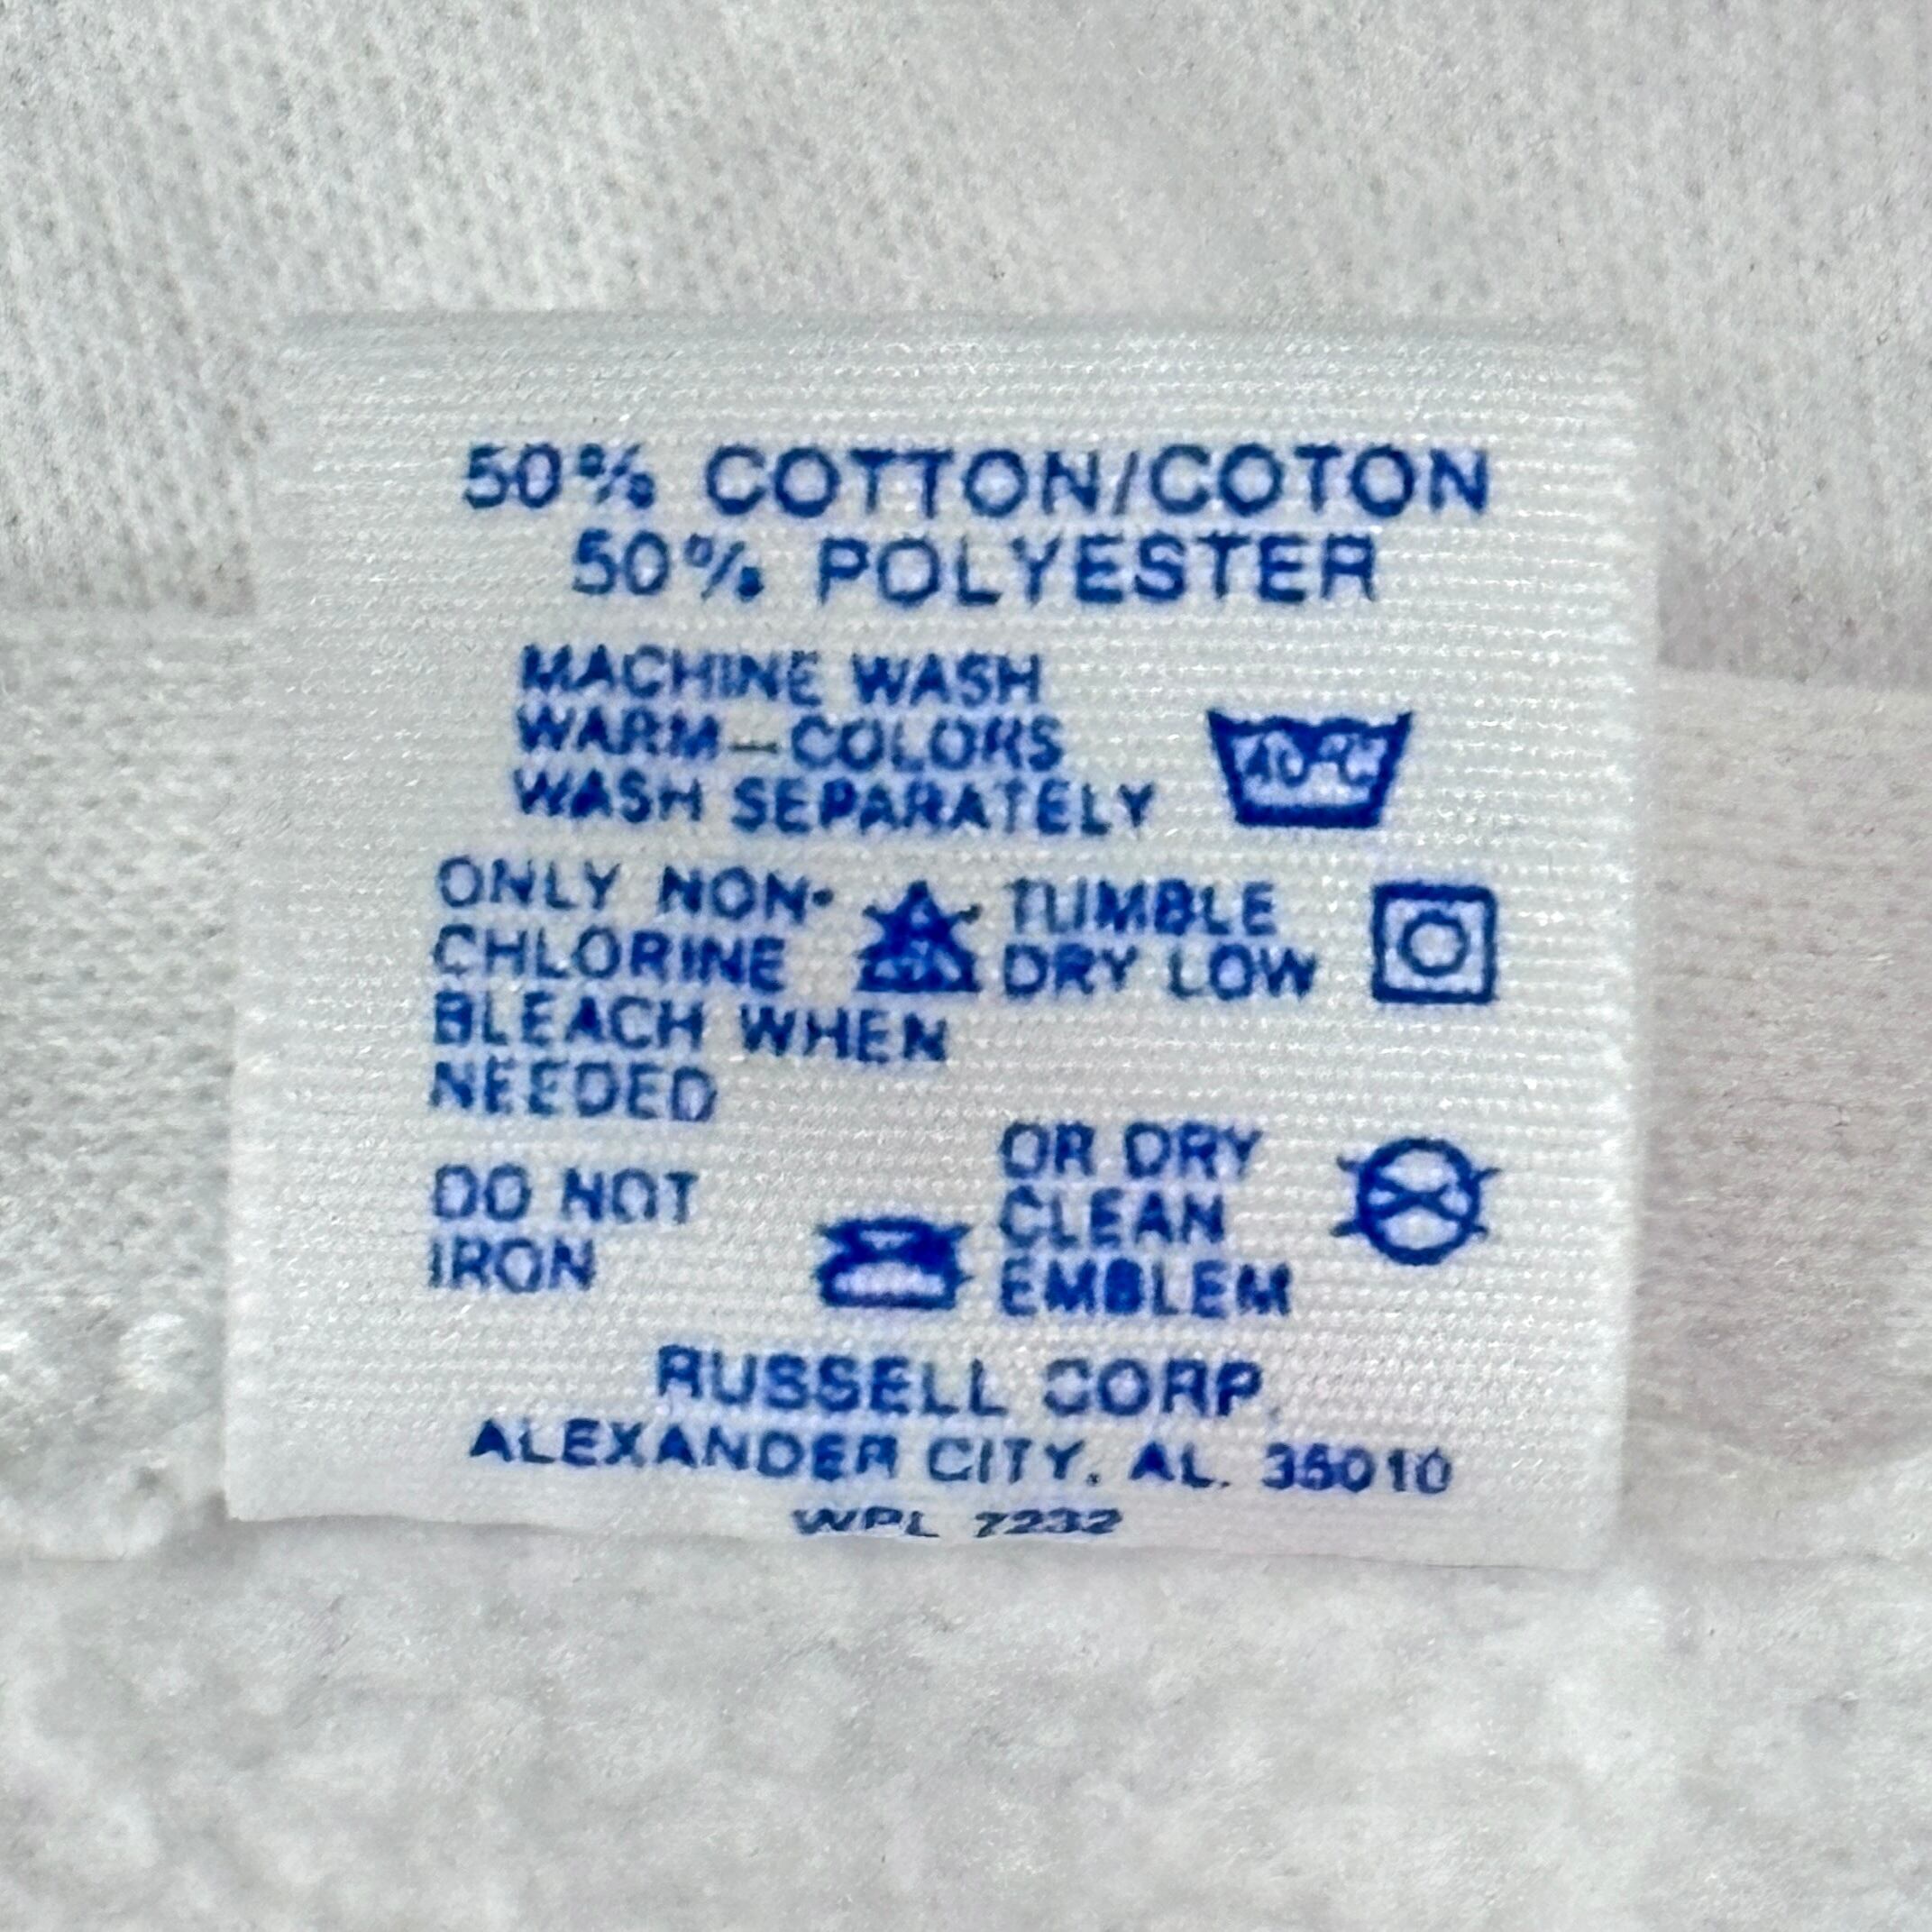 50% COTTON/COTON
50% POLYESTER
MACHINE WASH
WARM–COLORS
WASH SEPARATELY
40°C
ONLY NON-
CHLORINE
BLEACH WHEN
NEEDED
TUMBLE
DRY LOW
DO NOT
IRON
OR DRY
CLEAN
EMBLEM
RUSSELL CORP.
ALEXANDER CITY, AL. 35010
WPL 7232